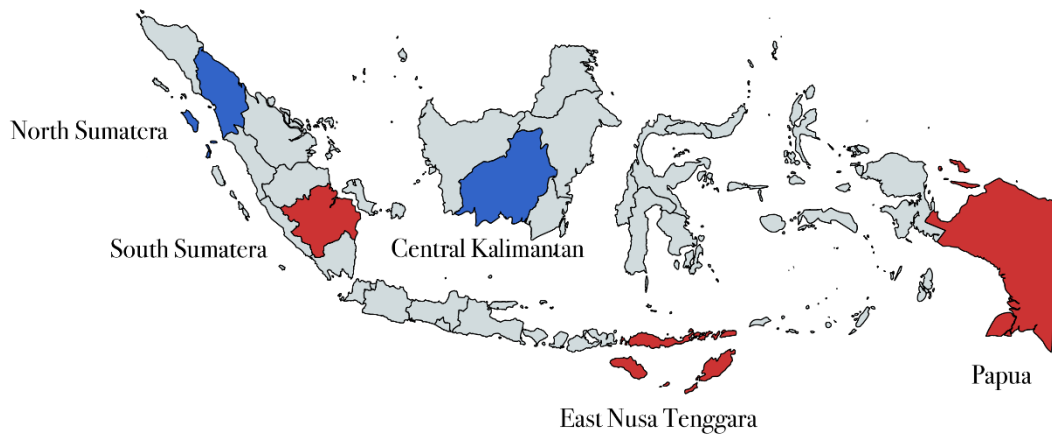 North Sumatera
South Sumatera
Central Kalimantan
Papua
East Nusa Tenggara